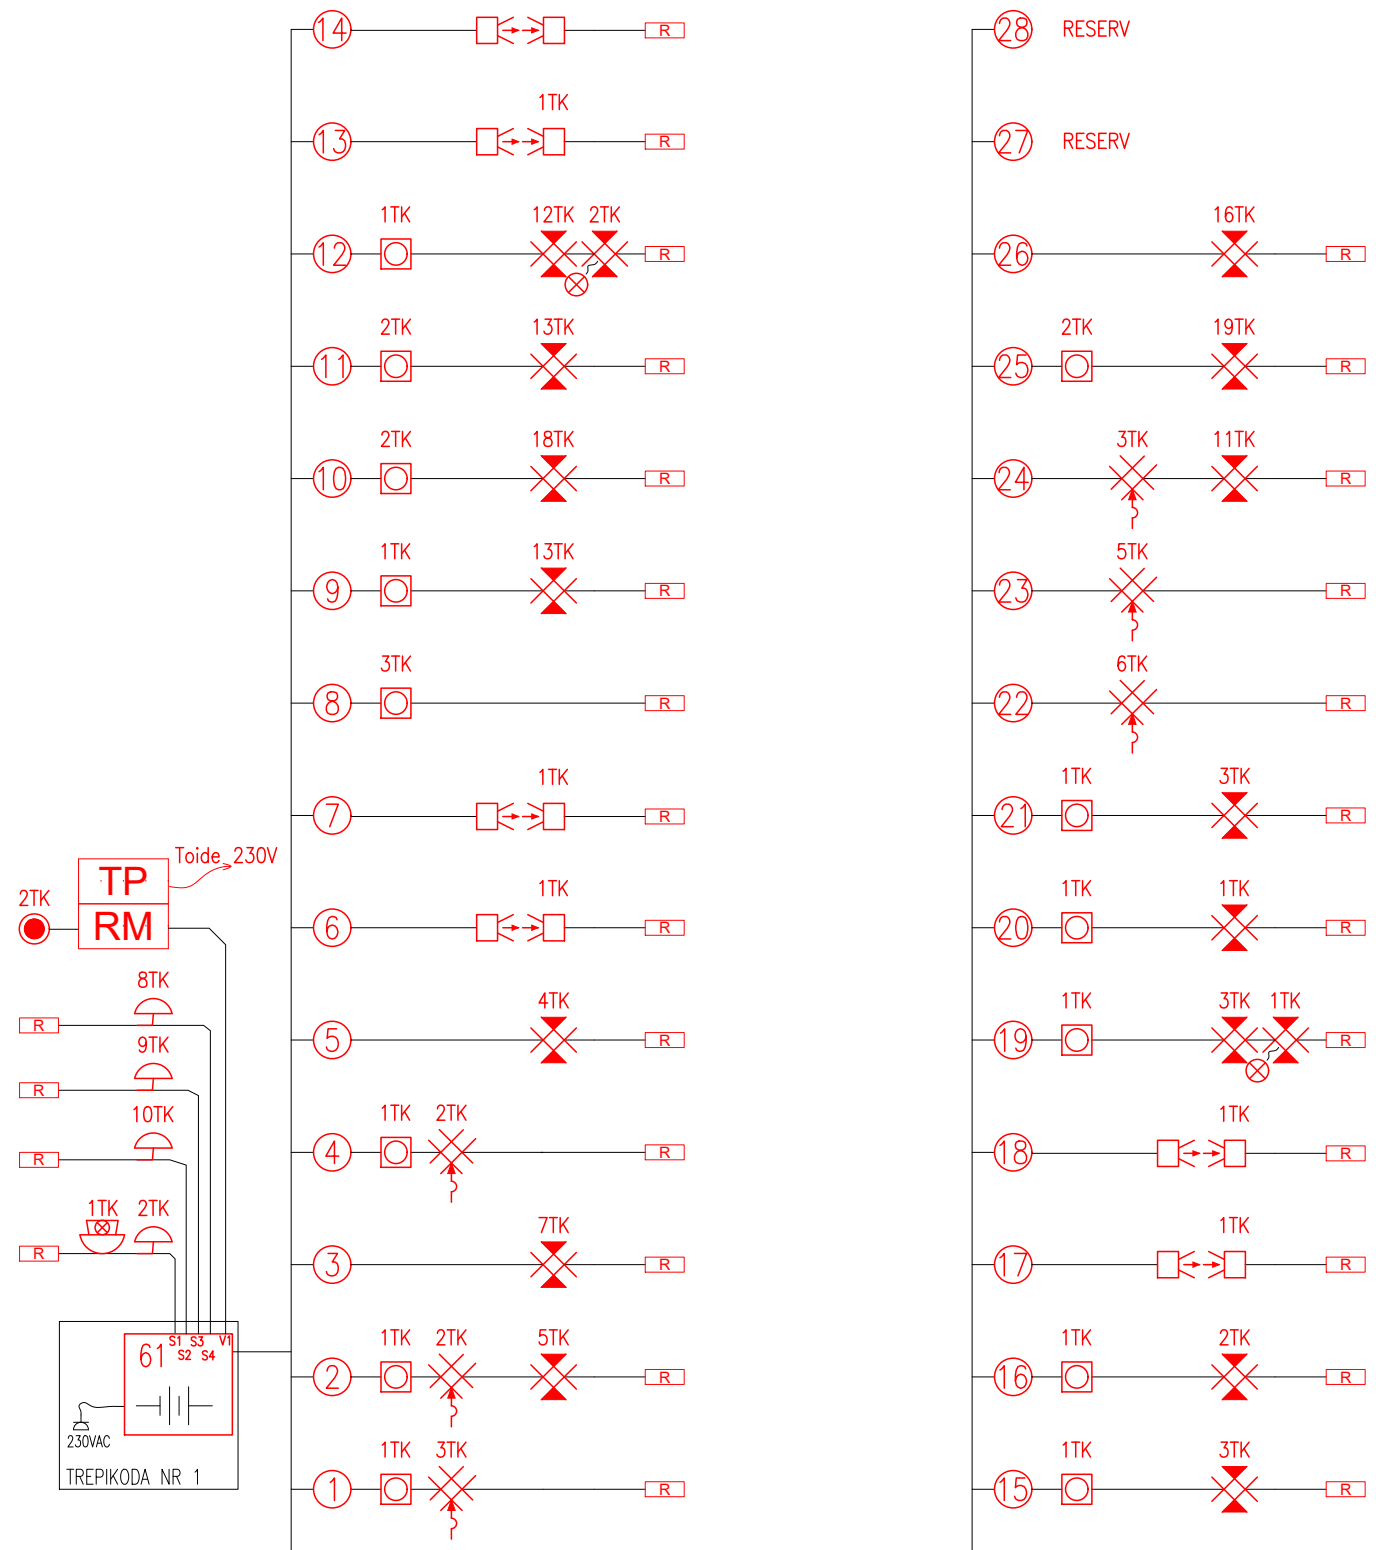 14 R
1TK
13 R
1TK 12TK 2TK
12 R
2TK 13TK
11 R
2TK 18TK
10 R
1TK 13TK
9 R
3TK
8 R
1TK
7 R
1TK
6 R
4TK
5 R
1TK 2TK
4 R
7TK
3 R
1TK 2TK 5TK
2 R
1TK 3TK
1 R
Toide 230V
TP
2TK
RM
8TK
R
9TK
R
10TK
R
1TK 2TK
R
S1 S3 V1
S2 S4
61
230VAC
TREPIKODA NR 1
28 RESERV
27 RESERV
16TK
26 R
2TK 19TK
25 R
3TK 11TK
24 R
5TK
23 R
6TK
22 R
1TK 3TK
21 R
1TK 1TK
20 R
1TK 3TK 1TK
19 R
1TK
18 R
1TK
17 R
1TK 2TK
16 R
1TK 3TK
15 R